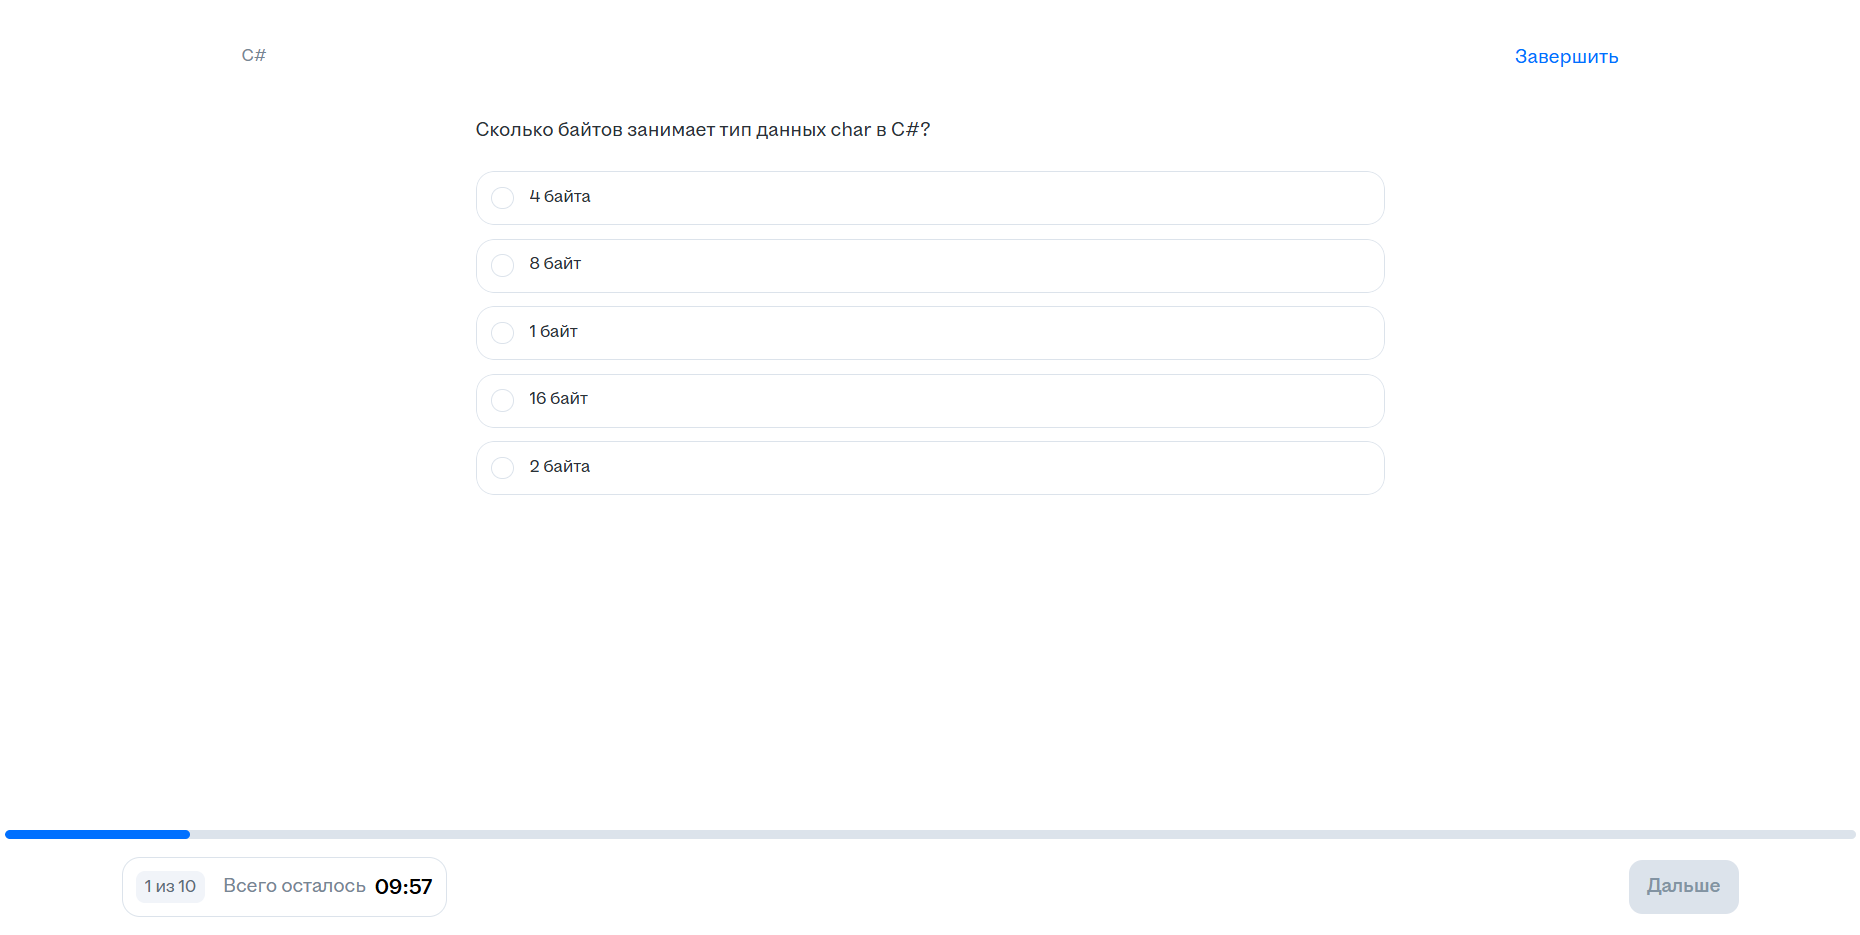 C#
Завершить
Сколько байтов занимает тип данных char в C#?
4 байта
8 байт
1 байт
16 байт
2 байта
1 из 10 Всего осталось 09:57
Дальше